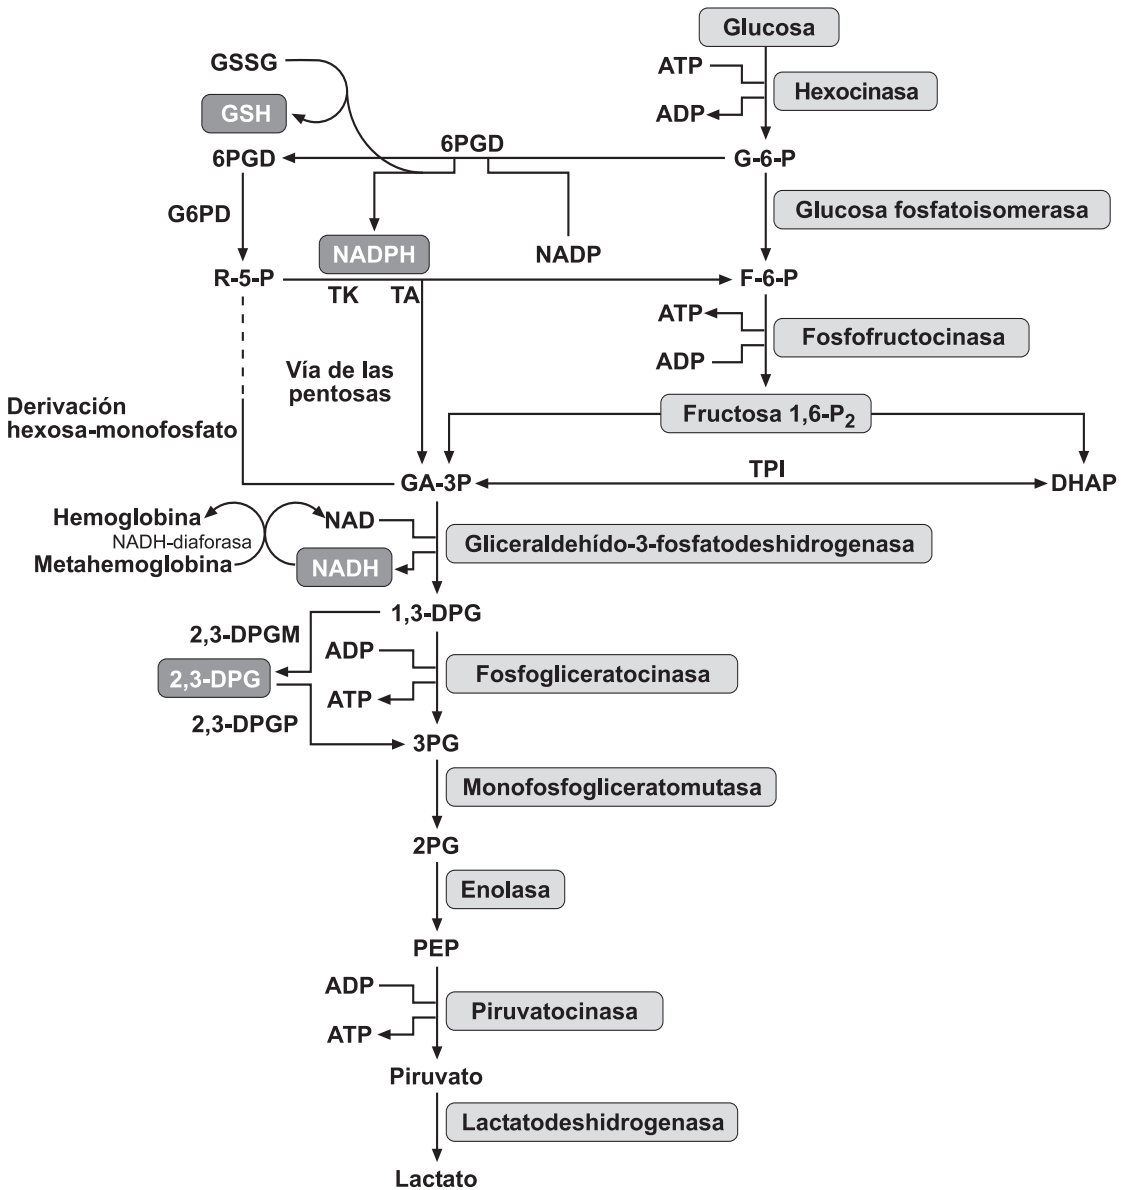 Glucosa
GSSG
ATP
Hexocinasa
GSH
ADP
6PGD
6PGD
G-6-P
G6PD
Glucosa fosfatoisomerasa
NADPH
NADP
R-5-P
F-6-P
TK
TA
ATP
Fosfofructocinasa
ADP
Vía de las
pentosas
Derivación
hexosa-monofosfato
Fructosa 1,6-P₂
TPI
GA-3P
DHAP
Hemoglobina
NAD
NADH-diaforasa
Gliceraldehído-3-fosfatodeshidrogenasa
Metahemoglobina
NADH
1,3-DPG
2,3-DPGM
ADP
2,3-DPG
Fosfogliceratocinasa
ATP
2,3-DPGP
3PG
Monofosfogliceratomutasa
2PG
Enolasa
PEP
ADP
Piruvatocinasa
ATP
Piruvato
Lactatodeshidrogenasa
Lactato